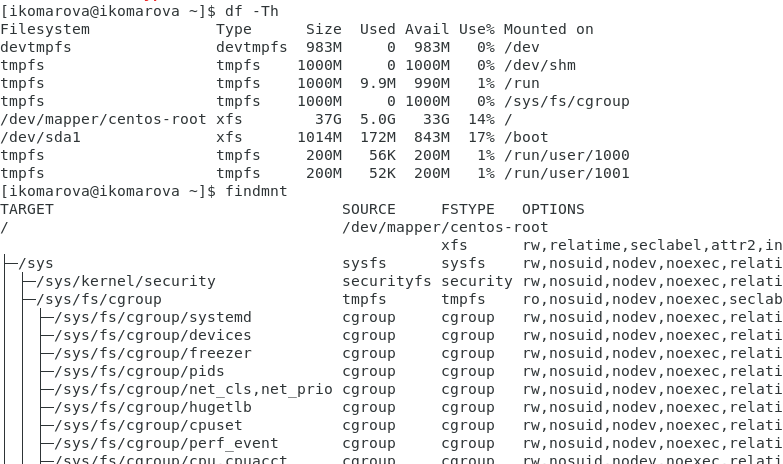 [ikomarova@ikomarova ~]$ df -Th
Filesystem              Type      Size  Used Avail Use% Mounted on
devtmpfs                devtmpfs  983M     0  983M   0% /dev
tmpfs                   tmpfs    1000M     0 1000M   0% /dev/shm
tmpfs                   tmpfs    1000M  9.9M  990M   1% /run
tmpfs                   tmpfs    1000M     0 1000M   0% /sys/fs/cgroup
/dev/mapper/centos-root xfs        37G  5.0G   33G  14% /
/dev/sda1               xfs      1014M  172M  843M  17% /boot
tmpfs                   tmpfs     200M   56K  200M   1% /run/user/1000
tmpfs                   tmpfs     200M   52K  200M   1% /run/user/1001
[ikomarova@ikomarova ~]$ findmnt
TARGET                                SOURCE     FSTYPE   OPTIONS
/                                     /dev/mapper/centos-root
                                                 xfs      rw,relatime,seclabel,attr2,in
├─/sys                                sysfs      sysfs    rw,nosuid,nodev,noexec,relati
│ ├─/sys/kernel/security              securityfs security rw,nosuid,nodev,noexec,relati
│ ├─/sys/fs/cgroup                    tmpfs      tmpfs    ro,nosuid,nodev,noexec,seclab
│ │ ├─/sys/fs/cgroup/systemd          cgroup     cgroup   rw,nosuid,nodev,noexec,relati
│ │ ├─/sys/fs/cgroup/devices          cgroup     cgroup   rw,nosuid,nodev,noexec,relati
│ │ ├─/sys/fs/cgroup/freezer          cgroup     cgroup   rw,nosuid,nodev,noexec,relati
│ │ ├─/sys/fs/cgroup/pids             cgroup     cgroup   rw,nosuid,nodev,noexec,relati
│ │ ├─/sys/fs/cgroup/net_cls,net_prio cgroup     cgroup   rw,nosuid,nodev,noexec,relati
│ │ ├─/sys/fs/cgroup/hugetlb          cgroup     cgroup   rw,nosuid,nodev,noexec,relati
│ │ ├─/sys/fs/cgroup/cpuset           cgroup     cgroup   rw,nosuid,nodev,noexec,relati
│ │ ├─/sys/fs/cgroup/perf_event       cgroup     cgroup   rw,nosuid,nodev,noexec,relati
│ │ ├─/sys/fs/cgroup/cpu,cpuacct      cgroup     cgroup   rw,nosuid,nodev,noexec,relati